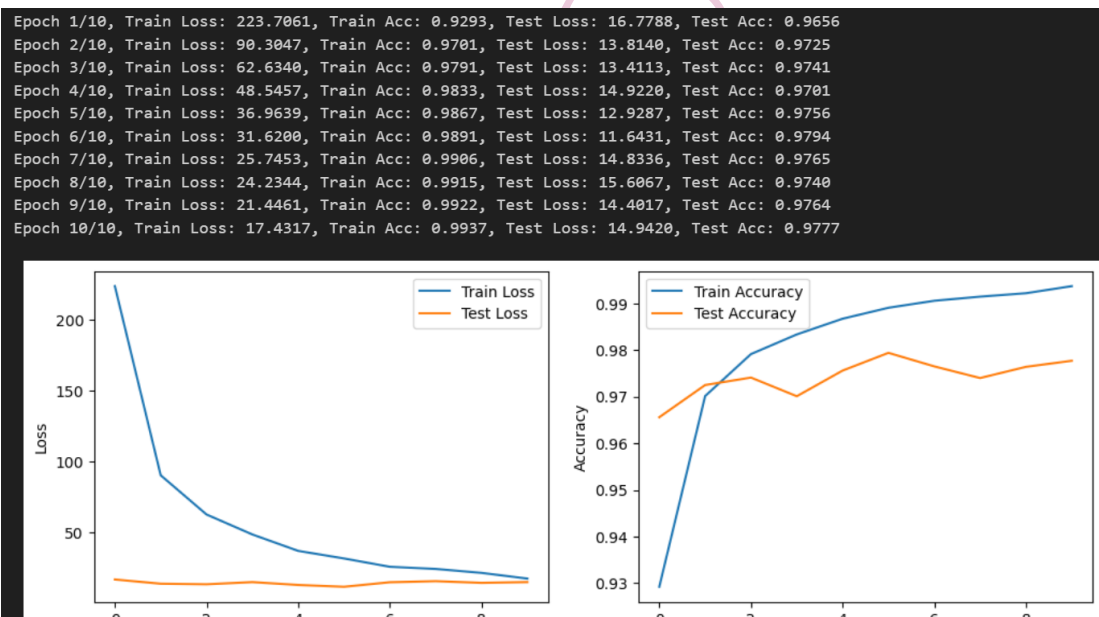 Epoch 1/10, Train Loss: 223.7061, Train Acc: 0.9293, Test Loss: 16.7788, Test Acc: 0.9656
Epoch 2/10, Train Loss: 90.3047, Train Acc: 0.9701, Test Loss: 13.8140, Test Acc: 0.9725
Epoch 3/10, Train Loss: 62.6340, Train Acc: 0.9791, Test Loss: 13.4113, Test Acc: 0.9741
Epoch 4/10, Train Loss: 48.5457, Train Acc: 0.9833, Test Loss: 14.9220, Test Acc: 0.9701
Epoch 5/10, Train Loss: 36.9639, Train Acc: 0.9867, Test Loss: 12.9287, Test Acc: 0.9756
Epoch 6/10, Train Loss: 31.6200, Train Acc: 0.9891, Test Loss: 11.6431, Test Acc: 0.9794
Epoch 7/10, Train Loss: 25.7453, Train Acc: 0.9906, Test Loss: 14.8336, Test Acc: 0.9765
Epoch 8/10, Train Loss: 24.2344, Train Acc: 0.9915, Test Loss: 15.6067, Test Acc: 0.9740
Epoch 9/10, Train Loss: 21.4461, Train Acc: 0.9922, Test Loss: 14.4017, Test Acc: 0.9764
Epoch 10/10, Train Loss: 17.4317, Train Acc: 0.9937, Test Loss: 14.9420, Test Acc: 0.9777
Train Loss
Test Loss
200
150
100
50
Loss
Train Accuracy
Test Accuracy
0.99
0.98
0.97
0.96
0.95
0.94
0.93
Accuracy